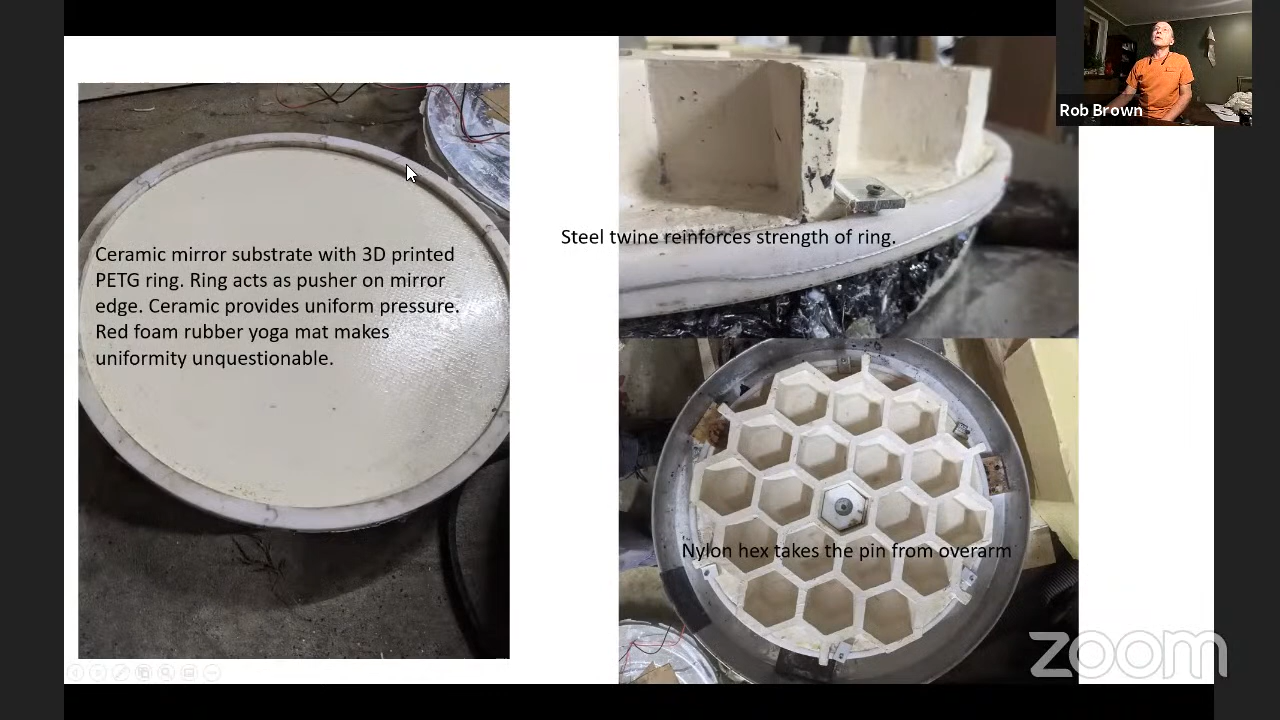 Rob Brown
Ceramic mirror substrate with 3D printed
PETG ring. Ring acts as pusher on mirror
edge. Ceramic provides uniform pressure.
Red foam rubber yoga mat makes
uniformity unquestionable.
Steel twine reinforces strength of ring.
Nylon hex takes the pin from overarm
zoom